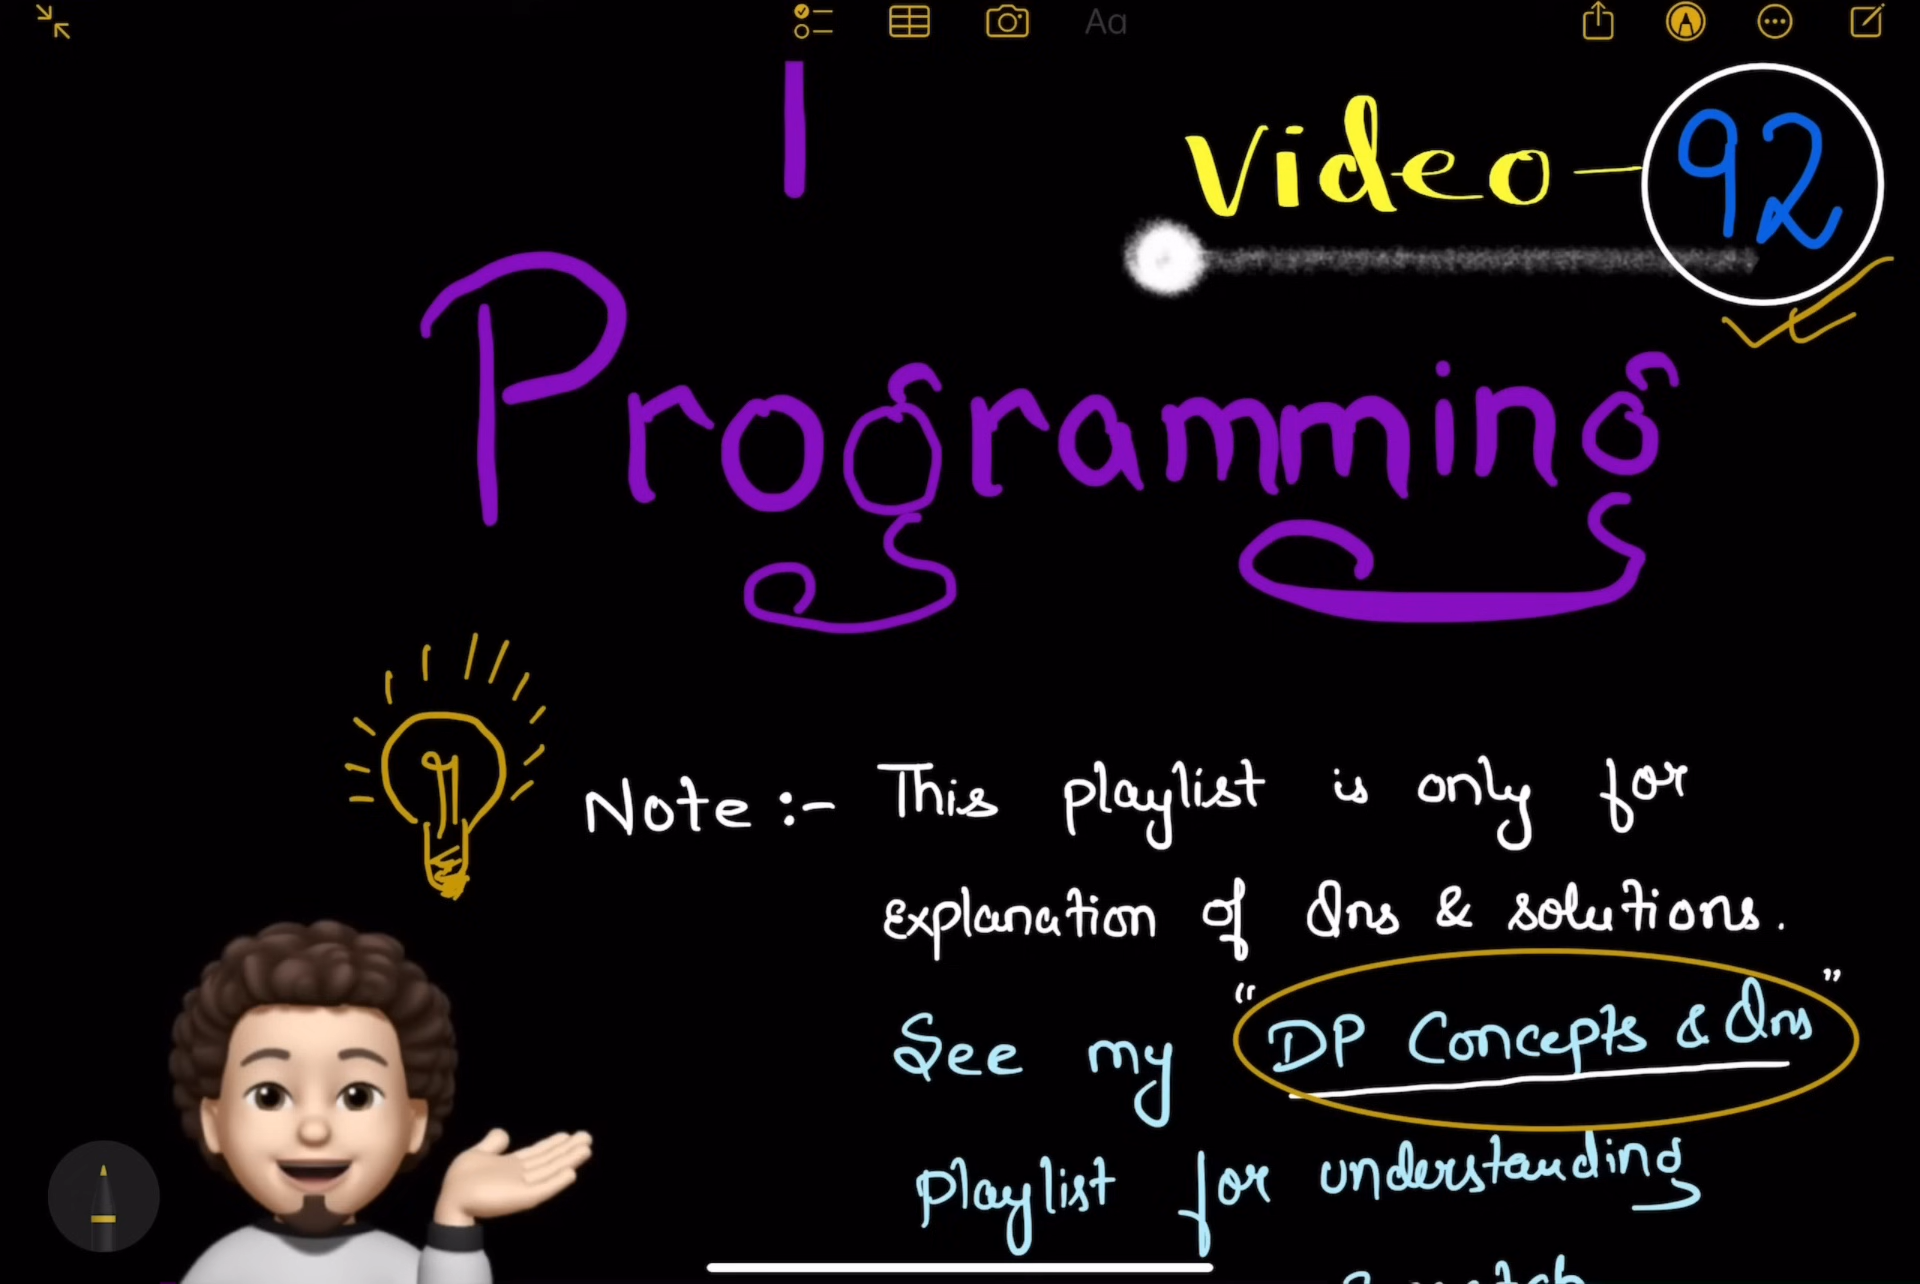 Aa
Video - 92
Programming
Note :- This playlist is only for
explanation of Qns & solutions.
See my "DP Concepts & Qns"
playlist for understanding